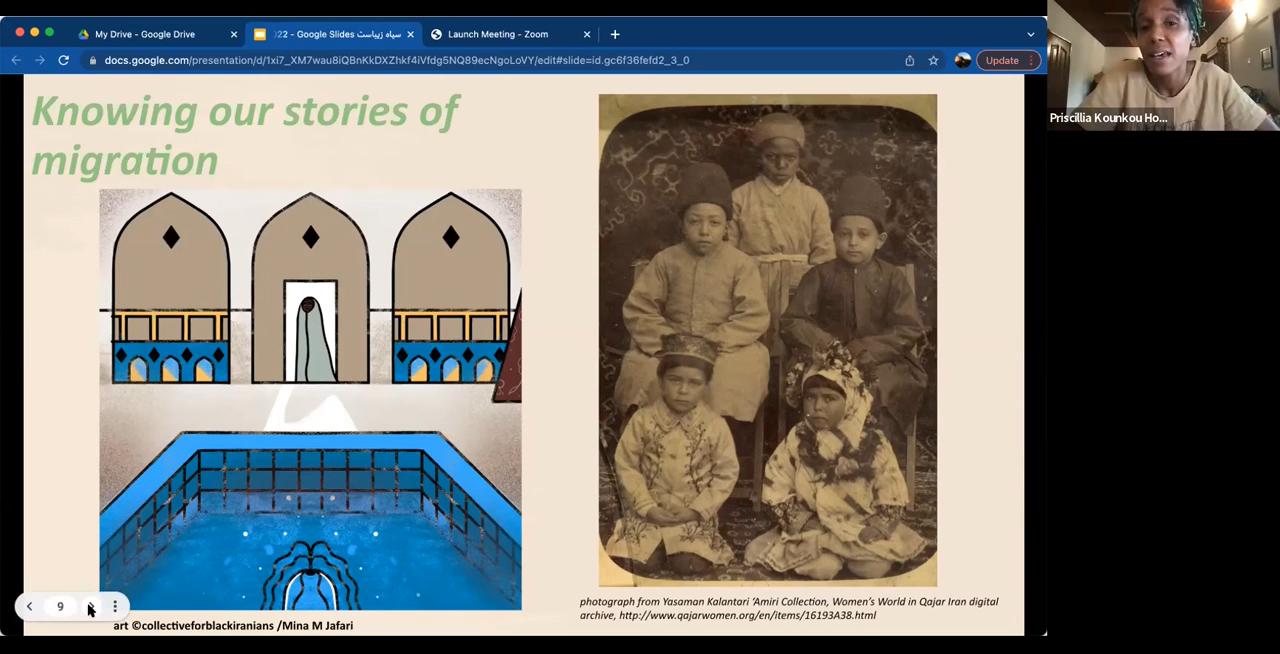 My Drive - Google Drive
022 - Google Slides سیاه زیباست
Launch Meeting - Zoom
docs.google.com/presentation/d/1xi7_XM7wau8iQBnKkDXZhkf4iVfdg5NQ89ecNgoLoVY/edit#slide=id.gc6f36fefd2_3_0
Update
Priscillia Kounkou Ho...
Knowing our stories of
migration
photograph from Yasaman Kalantari 'Amiri Collection, Women's World in Qajar Iran digital
archive, http://www.qajarwomen.org/en/items/16193A38.html
9
art ©collectiveforblackiranians /Mina M Jafari